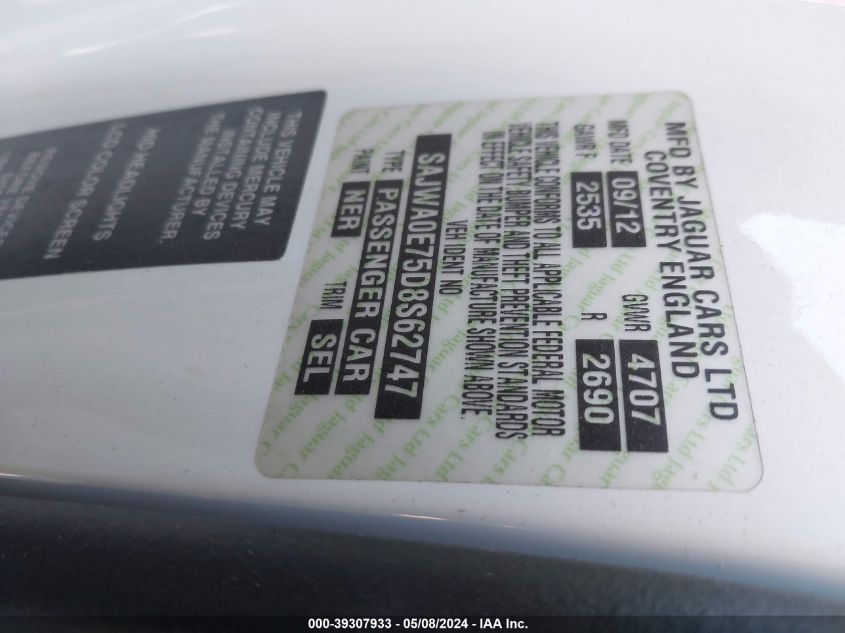 MFD BY JAGUAR CARS LTD
COVENTRY ENGLAND
MFD DATE 09/12 GVWR 4707
GAWR F 2535 R 2690
THIS VEHICLE CONFORMS TO ALL APPLICABLE FEDERAL MOTOR
VEHICLE SAFETY, BUMPER, AND THEFT PREVENTION STANDARDS
IN EFFECT ON THE DATE OF MANUFACTURE SHOWN ABOVE.
VEH IDENT NO
SAJWA0E75D8S62747
TYPE PASSENGER CAR
PAINT NER TRIM SEL
THIS VEHICLE MAY
INCLUDE MERCURY
CONTAINING DEVICES
INSTALLED BY
THE MANUFACTURER.
HID HEADLIGHTS
LCD COLOR SCREEN
000-39307933 - 05/08/2024 - IAA Inc.